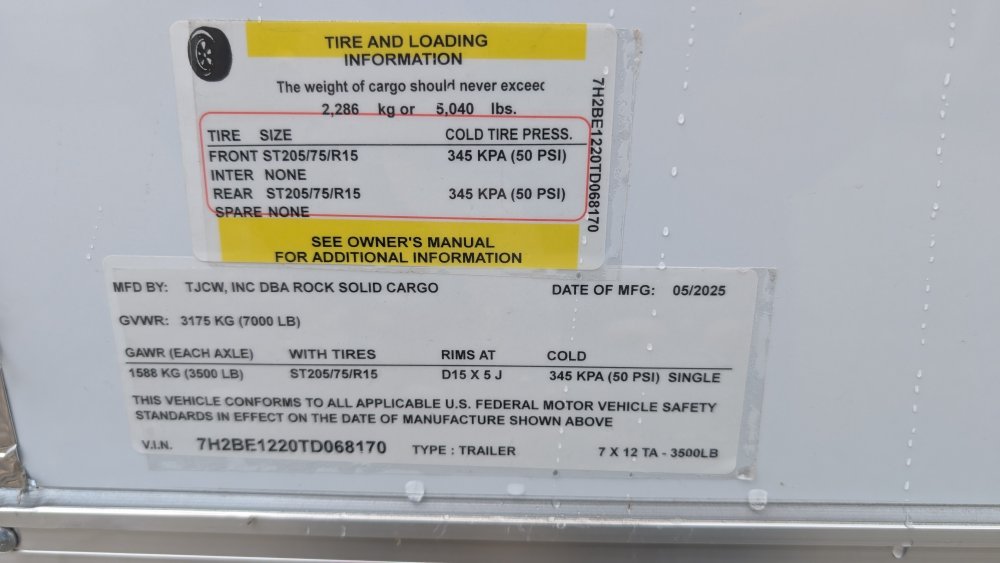 TIRE AND LOADING
INFORMATION
The weight of cargo should never exceed
2,286 kg or 5,040 lbs.
TIRE SIZE COLD TIRE PRESS.
FRONT ST205/75/R15 345 KPA (50 PSI)
INTER NONE
REAR ST205/75/R15 345 KPA (50 PSI)
SPARE NONE
SEE OWNER'S MANUAL
FOR ADDITIONAL INFORMATION
7H2BE1220TD068170
MFD BY: TJCW, INC DBA ROCK SOLID CARGO DATE OF MFG: 05/2025
GVWR: 3175 KG (7000 LB)
GAWR (EACH AXLE) WITH TIRES RIMS AT COLD
1588 KG (3500 LB) ST205/75/R15 D15 X 5 J 345 KPA (50 PSI) SINGLE
THIS VEHICLE CONFORMS TO ALL APPLICABLE U.S. FEDERAL MOTOR VEHICLE SAFETY
STANDARDS IN EFFECT ON THE DATE OF MANUFACTURE SHOWN ABOVE
V.I.N. 7H2BE1220TD068170 TYPE : TRAILER 7 X 12 TA - 3500LB